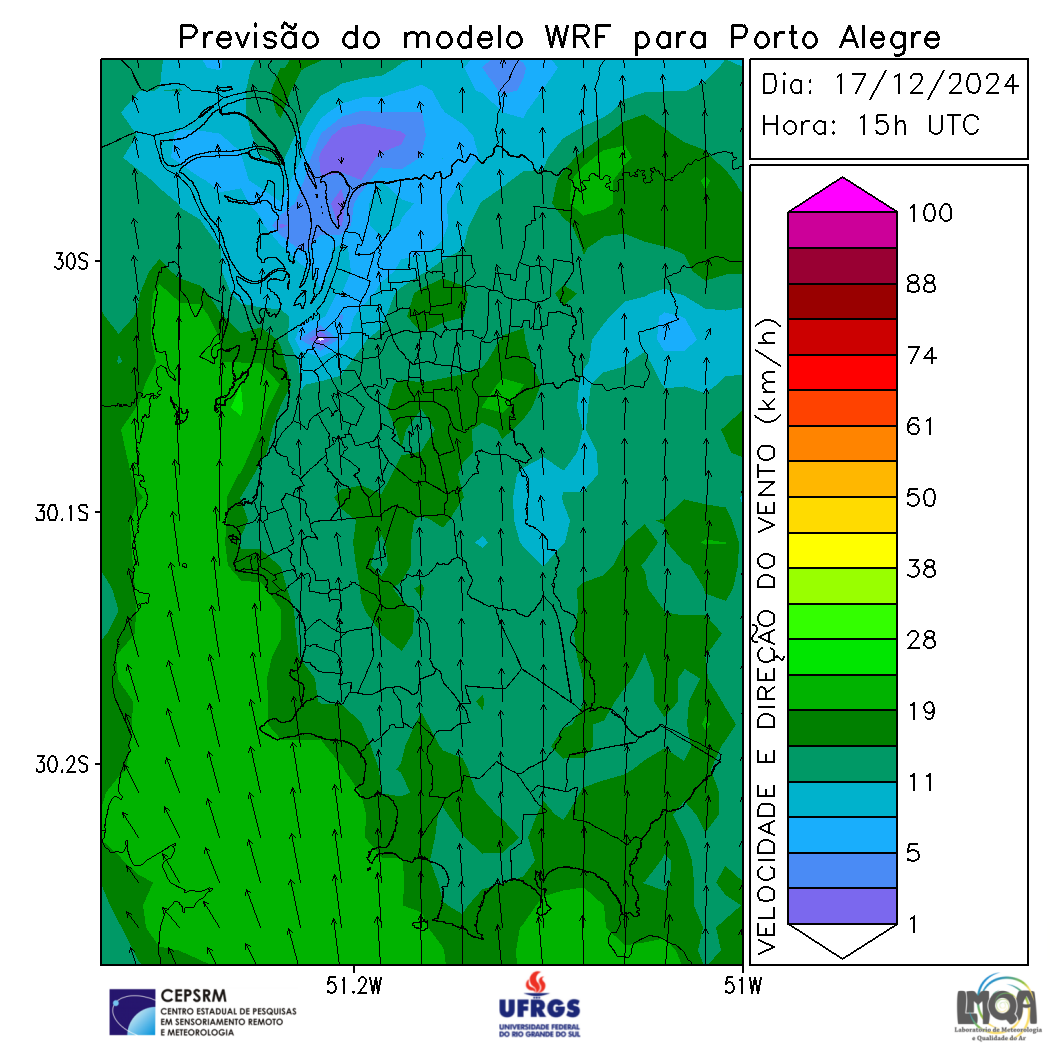 Previsão do modelo WRF para Porto Alegre
Dia: 17/12/2024
Hora: 15h UTC
30S
30.1S
30.2S
51.2W
51W
VELOCIDADE E DIREÇÃO DO VENTO (km/h)
100
88
74
61
50
38
28
19
11
5
1
CEPSRM
CENTRO ESTADUAL DE PESQUISAS
EM SENSORIAMENTO REMOTO
E METEOROLOGIA
UFRGS
UNIVERSIDADE FEDERAL
DO RIO GRANDE DO SUL
LMQA
Laboratório de Meteorologia
e Qualidade do Ar